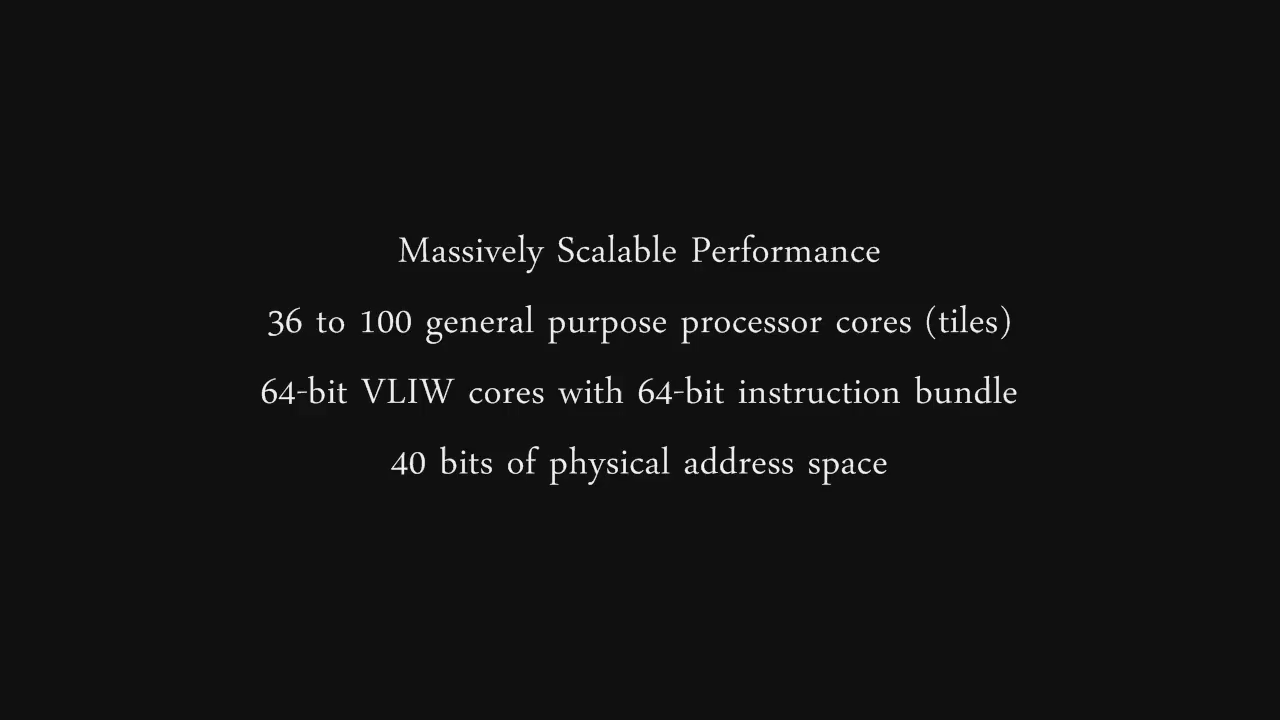 Massively Scalable Performance
36 to 100 general purpose processor cores (tiles)
64-bit VLIW cores with 64-bit instruction bundle
40 bits of physical address space